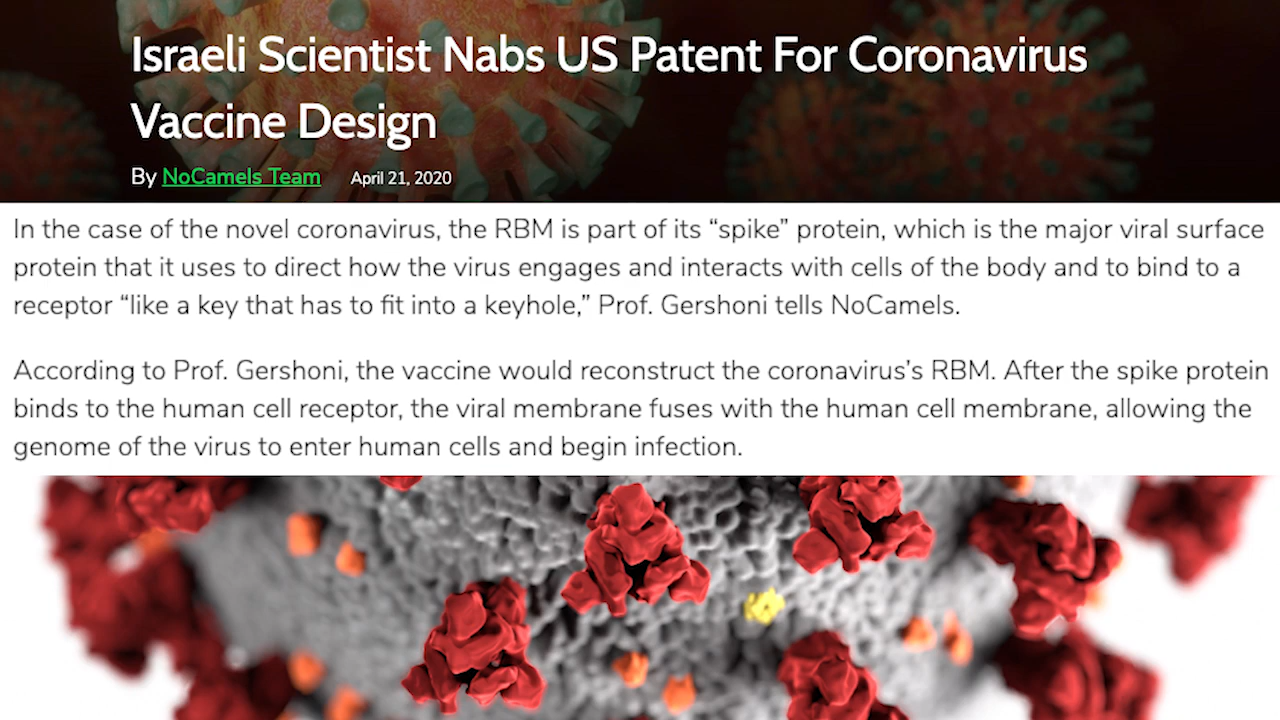 Israeli Scientist Nabs US Patent For Coronavirus
Vaccine Design
By NoCamels Team April 21, 2020
In the case of the novel coronavirus, the RBM is part of its “spike” protein, which is the major viral surface
protein that it uses to direct how the virus engages and interacts with cells of the body and to bind to a
receptor “like a key that has to fit into a keyhole,” Prof. Gershoni tells NoCamels.
According to Prof. Gershoni, the vaccine would reconstruct the coronavirus’s RBM. After the spike protein
binds to the human cell receptor, the viral membrane fuses with the human cell membrane, allowing the
genome of the virus to enter human cells and begin infection.